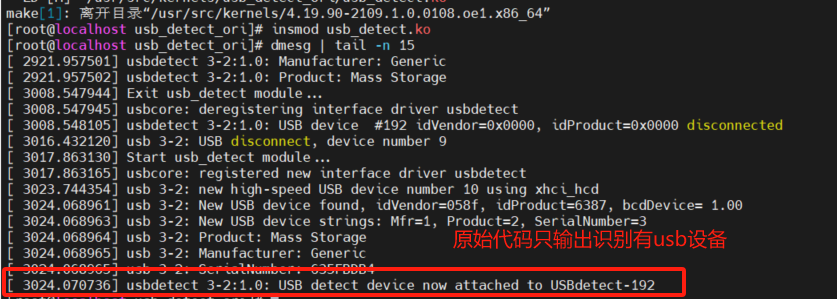 make[1]: 离开目录“/usr/src/kernels/4.19.90-2109.1.0.0108.oe1.x86_64”
[root@localhost usb_detect_ori]# insmod usb_detect.ko
[root@localhost usb_detect_ori]# dmesg | tail -n 15
[ 2921.957501] usbdetect 3-2:1.0: Manufacturer: Generic
[ 2921.957502] usbdetect 3-2:1.0: Product: Mass Storage
[ 3008.547944] Exit usb_detect module...
[ 3008.547945] usbcore: deregistering interface driver usbdetect
[ 3008.548105] usbdetect 3-2:1.0: USB device  #192 idVendor=0x0000, idProduct=0x0000 disconnected
[ 3016.432120] usb 3-2: USB disconnect, device number 9
[ 3017.863130] Start usb_detect module...
[ 3017.863165] usbcore: registered new interface driver usbdetect
[ 3023.744354] usb 3-2: new high-speed USB device number 10 using xhci_hcd
[ 3024.068961] usb 3-2: New USB device found, idVendor=058f, idProduct=6387, bcdDevice= 1.00
[ 3024.068963] usb 3-2: New USB device strings: Mfr=1, Product=2, SerialNumber=3
[ 3024.068964] usb 3-2: Product: Mass Storage
原始代码只输出识别有usb设备
[ 3024.068965] usb 3-2: Manufacturer: Generic
usb 3-2: SerialNumber:
[ 3024.070736] usbdetect 3-2:1.0: USB detect device now attached to USBdetect-192